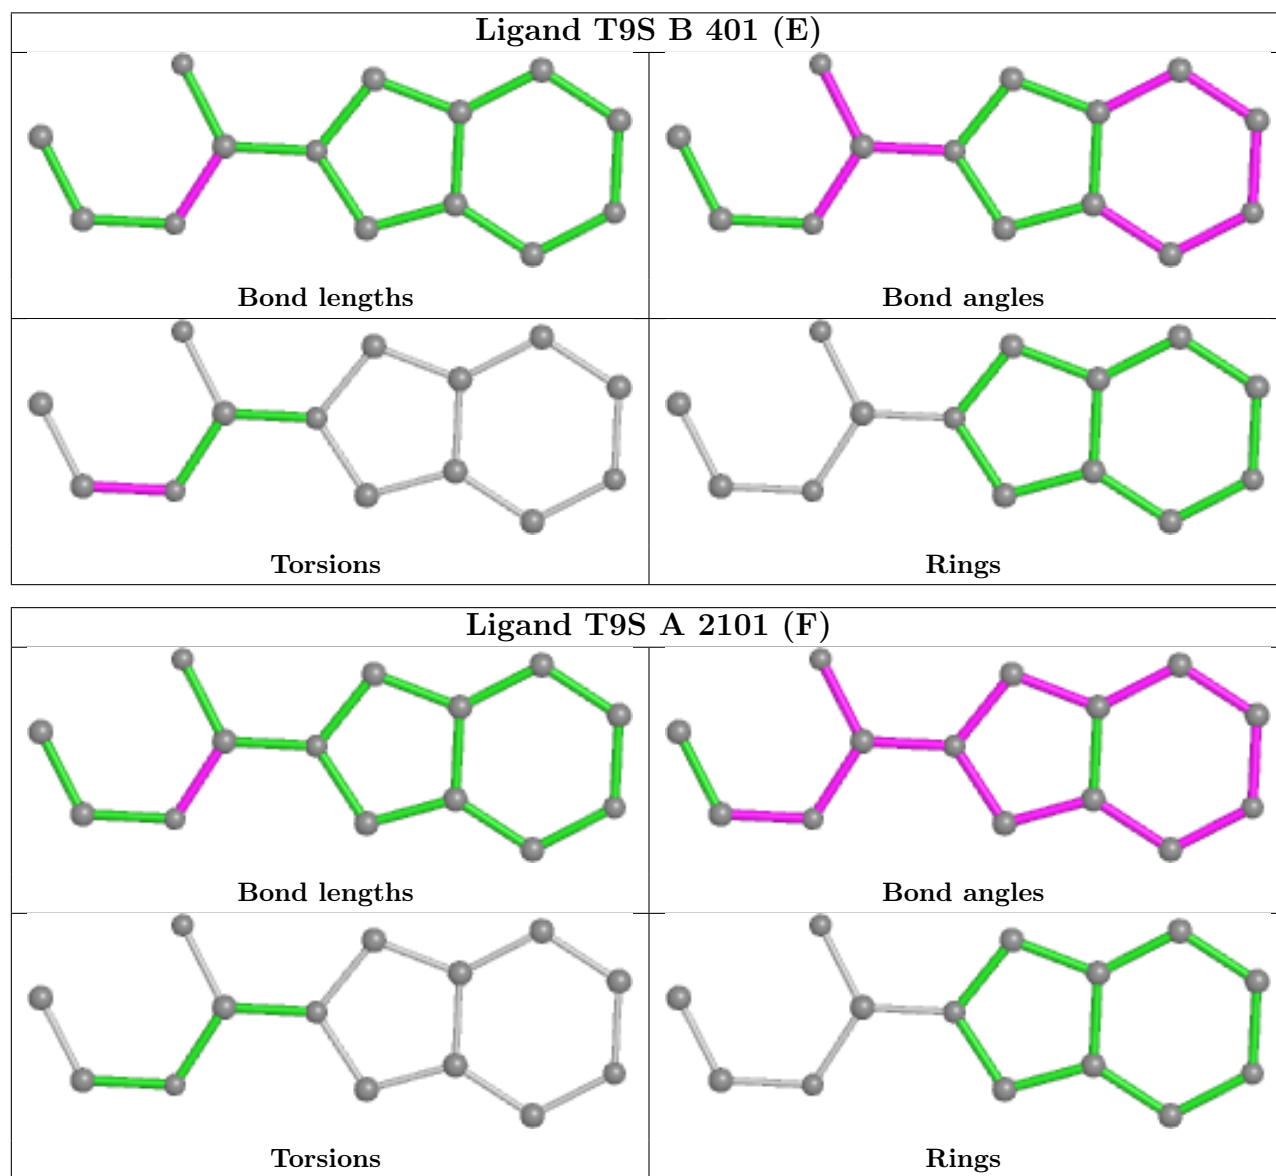 Ligand T9S B 401 (E)
Bond lengths
Bond angles
Torsions
Rings
Ligand T9S A 2101 (F)
Bond lengths
Bond angles
Torsions
Rings